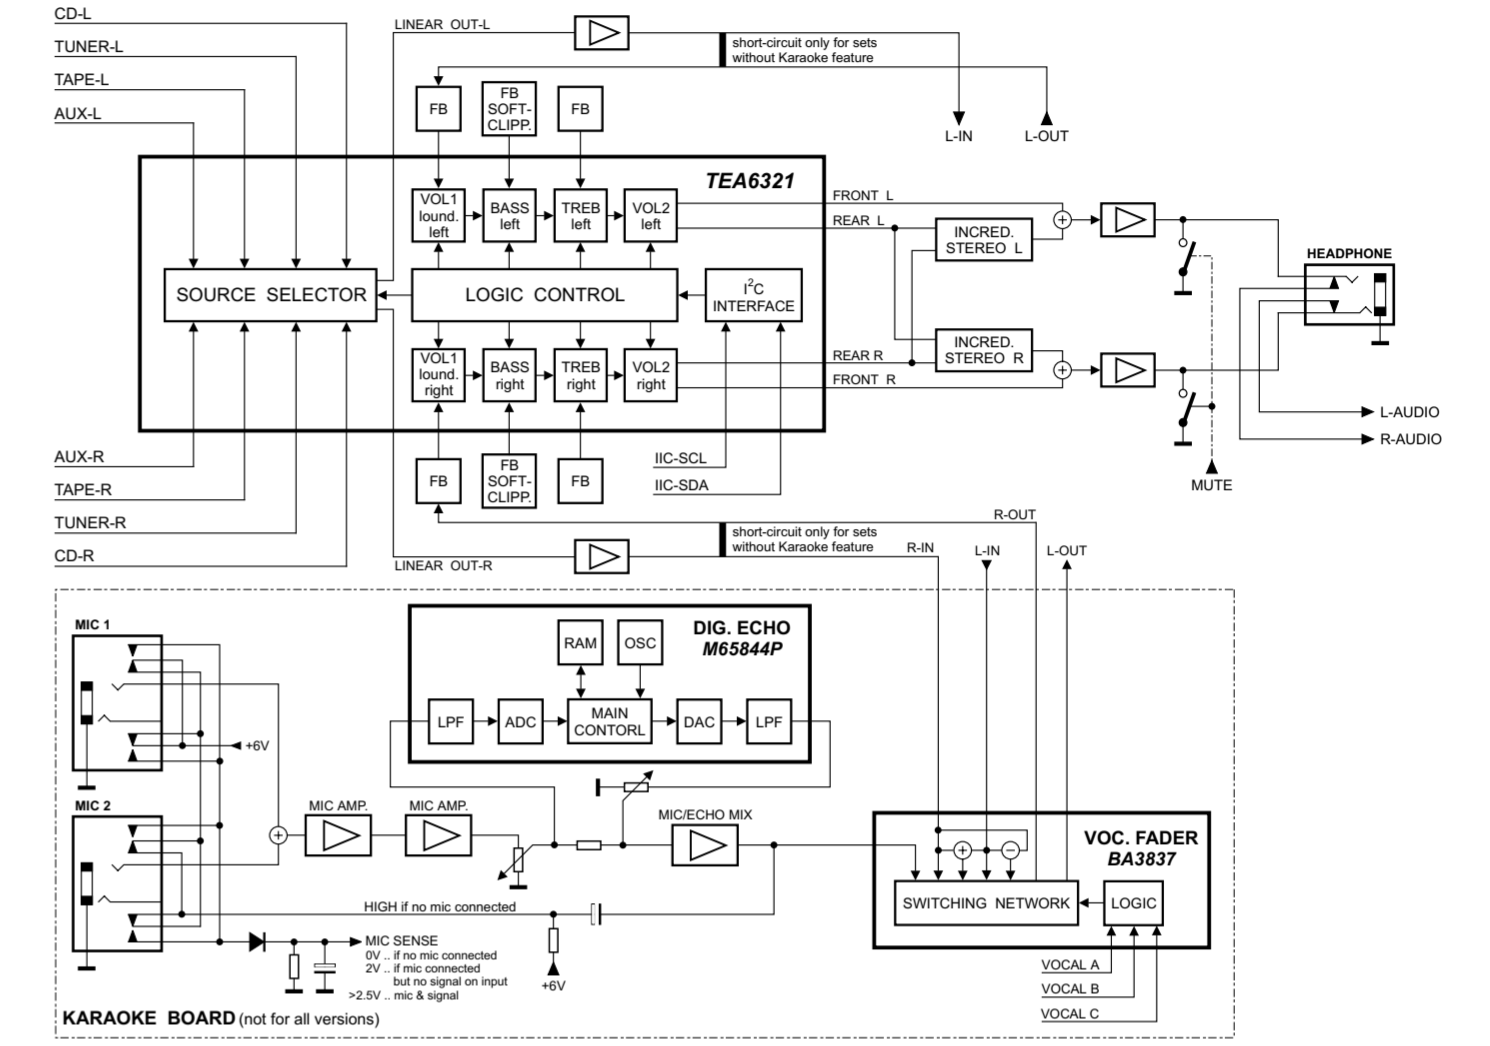 CD-L
LINEAR OUT-L
TUNER-L
short-circuit only for sets
without Karaoke feature
TAPE-L
AUX-L
FB
FB
SOFT-
CLIPP.
FB
L-IN
L-OUT
TEA6321
VOL1
lound.
left
BASS
left
TREB
left
VOL2
left
FRONT L
REAR L
INCRED.
STEREO L
+
HEADPHONE
SOURCE SELECTOR
LOGIC CONTROL
I2C
INTERFACE
VOL1
lound.
right
BASS
right
TREB
right
VOL2
right
REAR R
FRONT R
INCRED.
STEREO R
+
L-AUDIO
R-AUDIO
MUTE
AUX-R
TAPE-R
TUNER-R
CD-R
FB
FB
SOFT-
CLIPP.
FB
IIC-SCL
IIC-SDA
LINEAR OUT-R
short-circuit only for sets
without Karaoke feature
R-OUT
R-IN
L-IN
L-OUT
MIC 1
+6V
DIG. ECHO
M65844P
RAM
OSC
LPF
ADC
MAIN
CONTORL
DAC
LPF
MIC 2
+
MIC AMP.
MIC AMP.
MIC/ECHO MIX
VOC. FADER
BA3837
+
−
SWITCHING NETWORK
LOGIC
HIGH if no mic connected
MIC SENSE
0V .. if no mic connected
2V .. if mic connected
but no signal on input
>2.5V .. mic & signal
+6V
VOCAL A
VOCAL B
VOCAL C
KARAOKE BOARD (not for all versions)